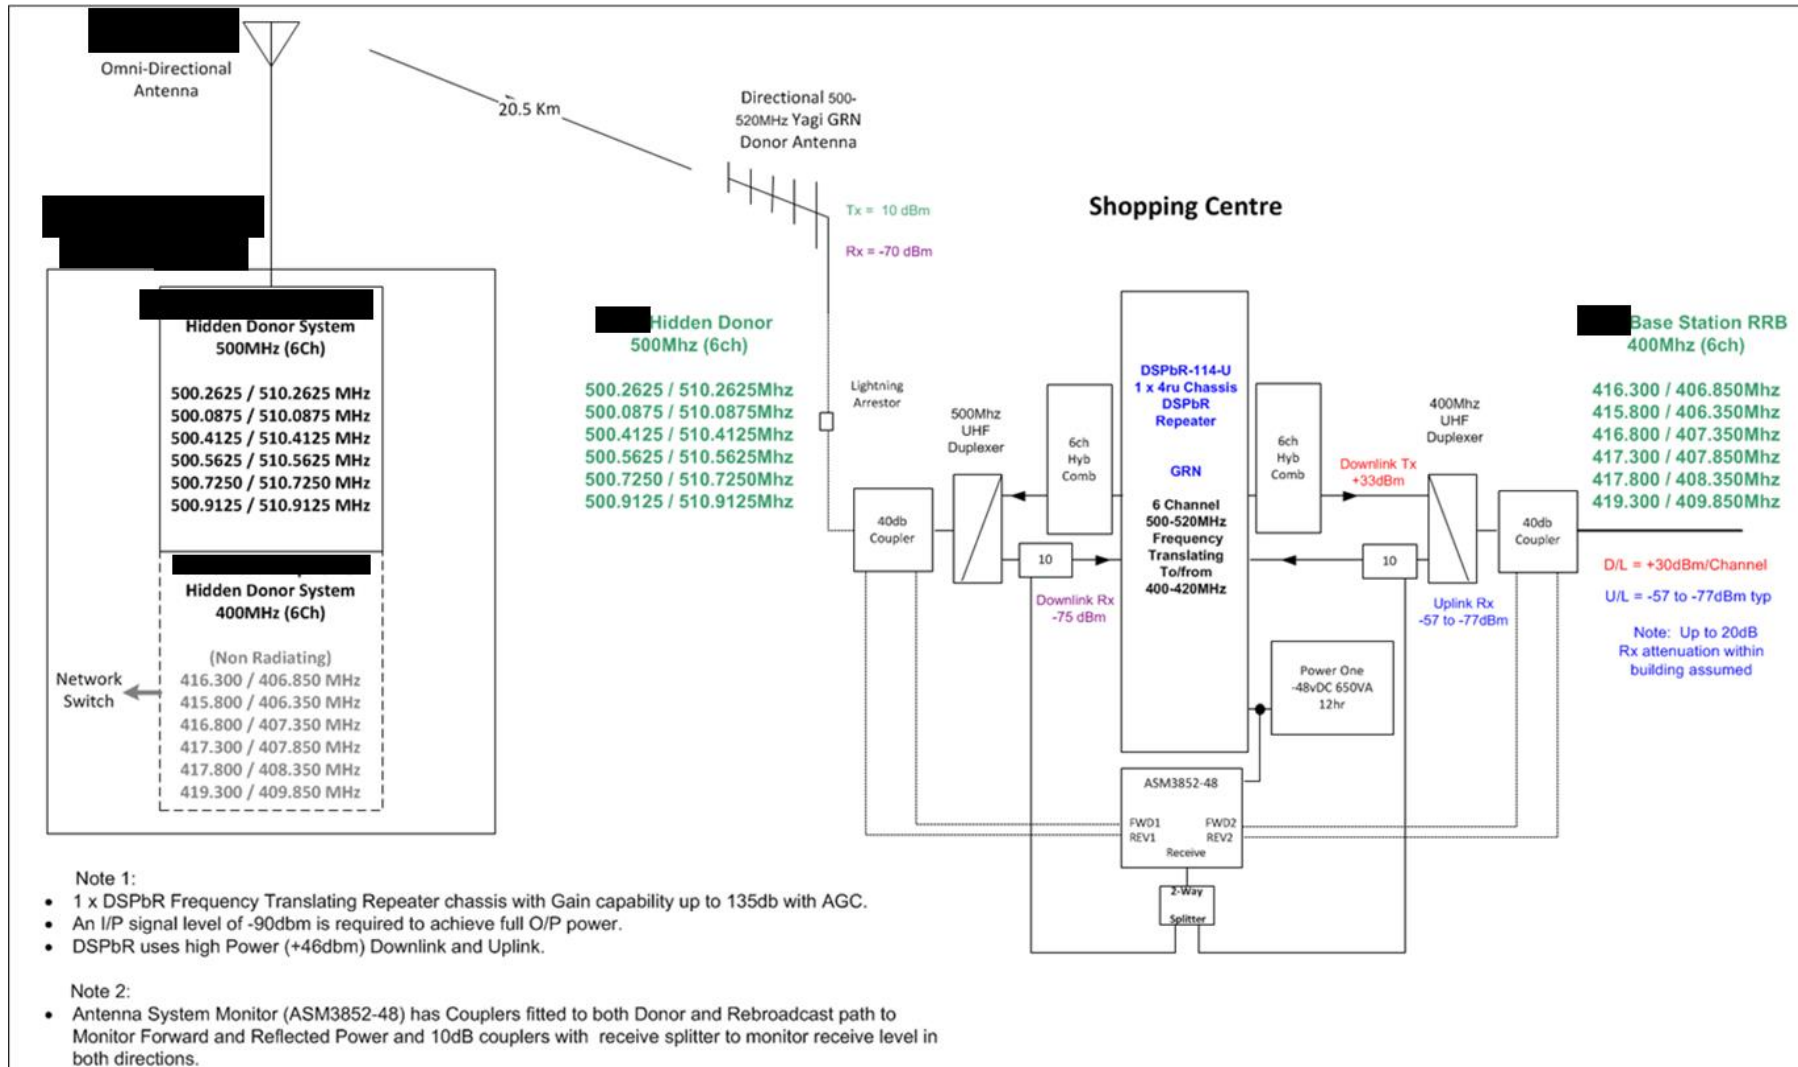 Omni-Directional
Antenna
20.5 Km
Directional 500-
520MHz Yagi GRN
Donor Antenna
Tx = 10 dBm
Rx = -70 dBm
Shopping Centre
Hidden Donor System
500MHz (6Ch)
500.2625 / 510.2625 MHz
500.0875 / 510.0875 MHz
500.4125 / 510.4125 MHz
500.5625 / 510.5625 MHz
500.7250 / 510.7250 MHz
500.9125 / 510.9125 MHz
Hidden Donor System
400MHz (6Ch)
(Non Radiating)
416.300 / 406.850 MHz
415.800 / 406.350 MHz
416.800 / 407.350 MHz
417.300 / 407.850 MHz
417.800 / 408.350 MHz
419.300 / 409.850 MHz
Network
Switch
Hidden Donor
500Mhz (6ch)
500.2625 / 510.2625Mhz
500.0875 / 510.0875Mhz
500.4125 / 510.4125Mhz
500.5625 / 510.5625Mhz
500.7250 / 510.7250Mhz
500.9125 / 510.9125Mhz
Lightning
Arrestor
40db
Coupler
500Mhz
UHF
Duplexer
6ch
Hyb
Comb
10
Downlink Rx
-75 dBm
DSPbR-114-U
1 x 4ru Chassis
DSPbR
Repeater
GRN
6 Channel
500-520MHz
Frequency
Translating
To/from
400-420MHz
6ch
Hyb
Comb
Downlink Tx
+33dBm
10
Uplink Rx
-57 to -77dBm
400Mhz
UHF
Duplexer
40db
Coupler
Base Station RRB
400Mhz (6ch)
416.300 / 406.850Mhz
415.800 / 406.350Mhz
416.800 / 407.350Mhz
417.300 / 407.850Mhz
417.800 / 408.350Mhz
419.300 / 409.850Mhz
D/L = +30dBm/Channel
U/L = -57 to -77dBm typ
Note: Up to 20dB
Rx attenuation within
building assumed
Power One
-48vDC 650VA
12hr
ASM3852-48
FWD1 FWD2
REV1 REV2
Receive
2-Way
Splitter
Note 1:
• 1 x DSPbR Frequency Translating Repeater chassis with Gain capability up to 135db with AGC.
• An I/P signal level of -90dbm is required to achieve full O/P power.
• DSPbR uses high Power (+46dbm) Downlink and Uplink.
Note 2:
• Antenna System Monitor (ASM3852-48) has Couplers fitted to both Donor and Rebroadcast path to
Monitor Forward and Reflected Power and 10dB couplers with receive splitter to monitor receive level in
both directions.